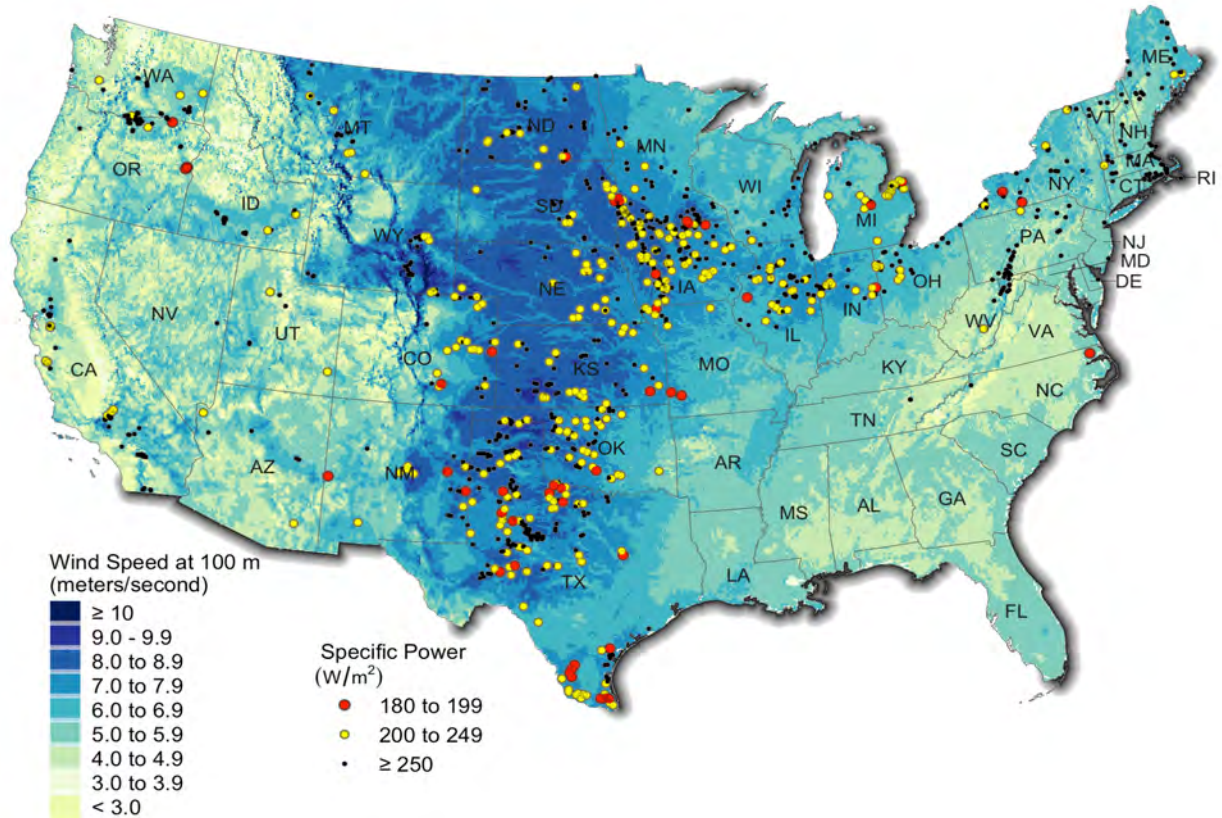 WA
MT
ND
MN
ME
VT
NH
MA
CT
RI
NY
OR
ID
WY
SD
WI
MI
PA
NJ
MD
DE
NV
UT
CO
NE
IA
IL
IN
OH
WV
VA
CA
KS
MO
KY
NC
AZ
NM
OK
AR
TN
SC
MS
AL
GA
TX
LA
FL
Wind Speed at 100 m
(meters/second)
≥ 10
9.0 - 9.9
8.0 to 8.9
7.0 to 7.9
6.0 to 6.9
5.0 to 5.9
4.0 to 4.9
3.0 to 3.9
< 3.0
Specific Power
(W/m²)
180 to 199
200 to 249
≥ 250